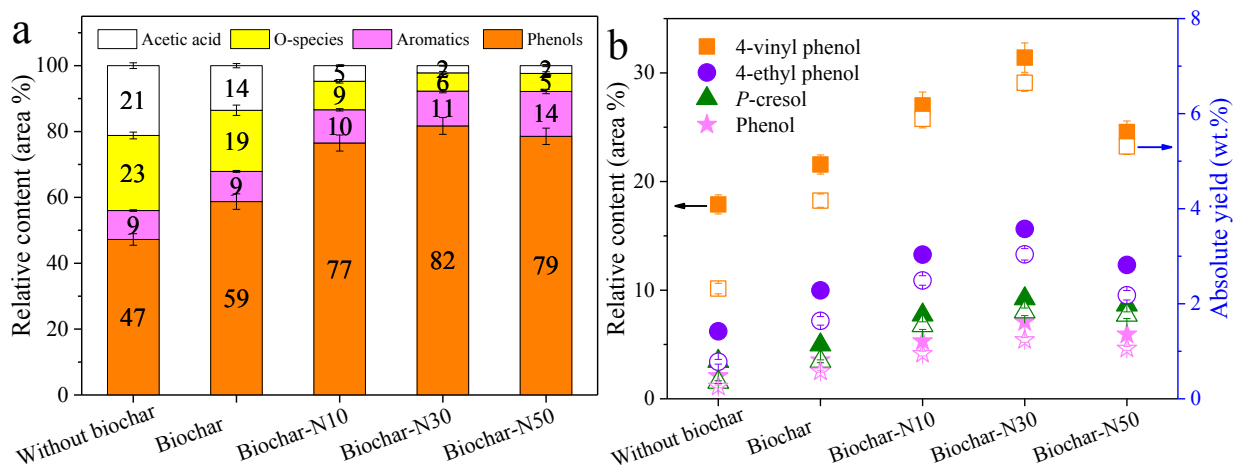 a
Acetic acid
O-species
Aromatics
Phenols
Relative content (area %)
100
80
60
40
20
0
21
23
9
47
14
19
9
59
5
9
10
77
2
6
11
82
2
5
14
79
Without biochar
Biochar
Biochar-N10
Biochar-N30
Biochar-N50
b
4-vinyl phenol
4-ethyl phenol
P-cresol
Phenol
Relative content (area %)
30
20
10
0
Absolute yield (wt.%)
8
6
4
2
0
Without biochar
Biochar
Biochar-N10
Biochar-N30
Biochar-N50